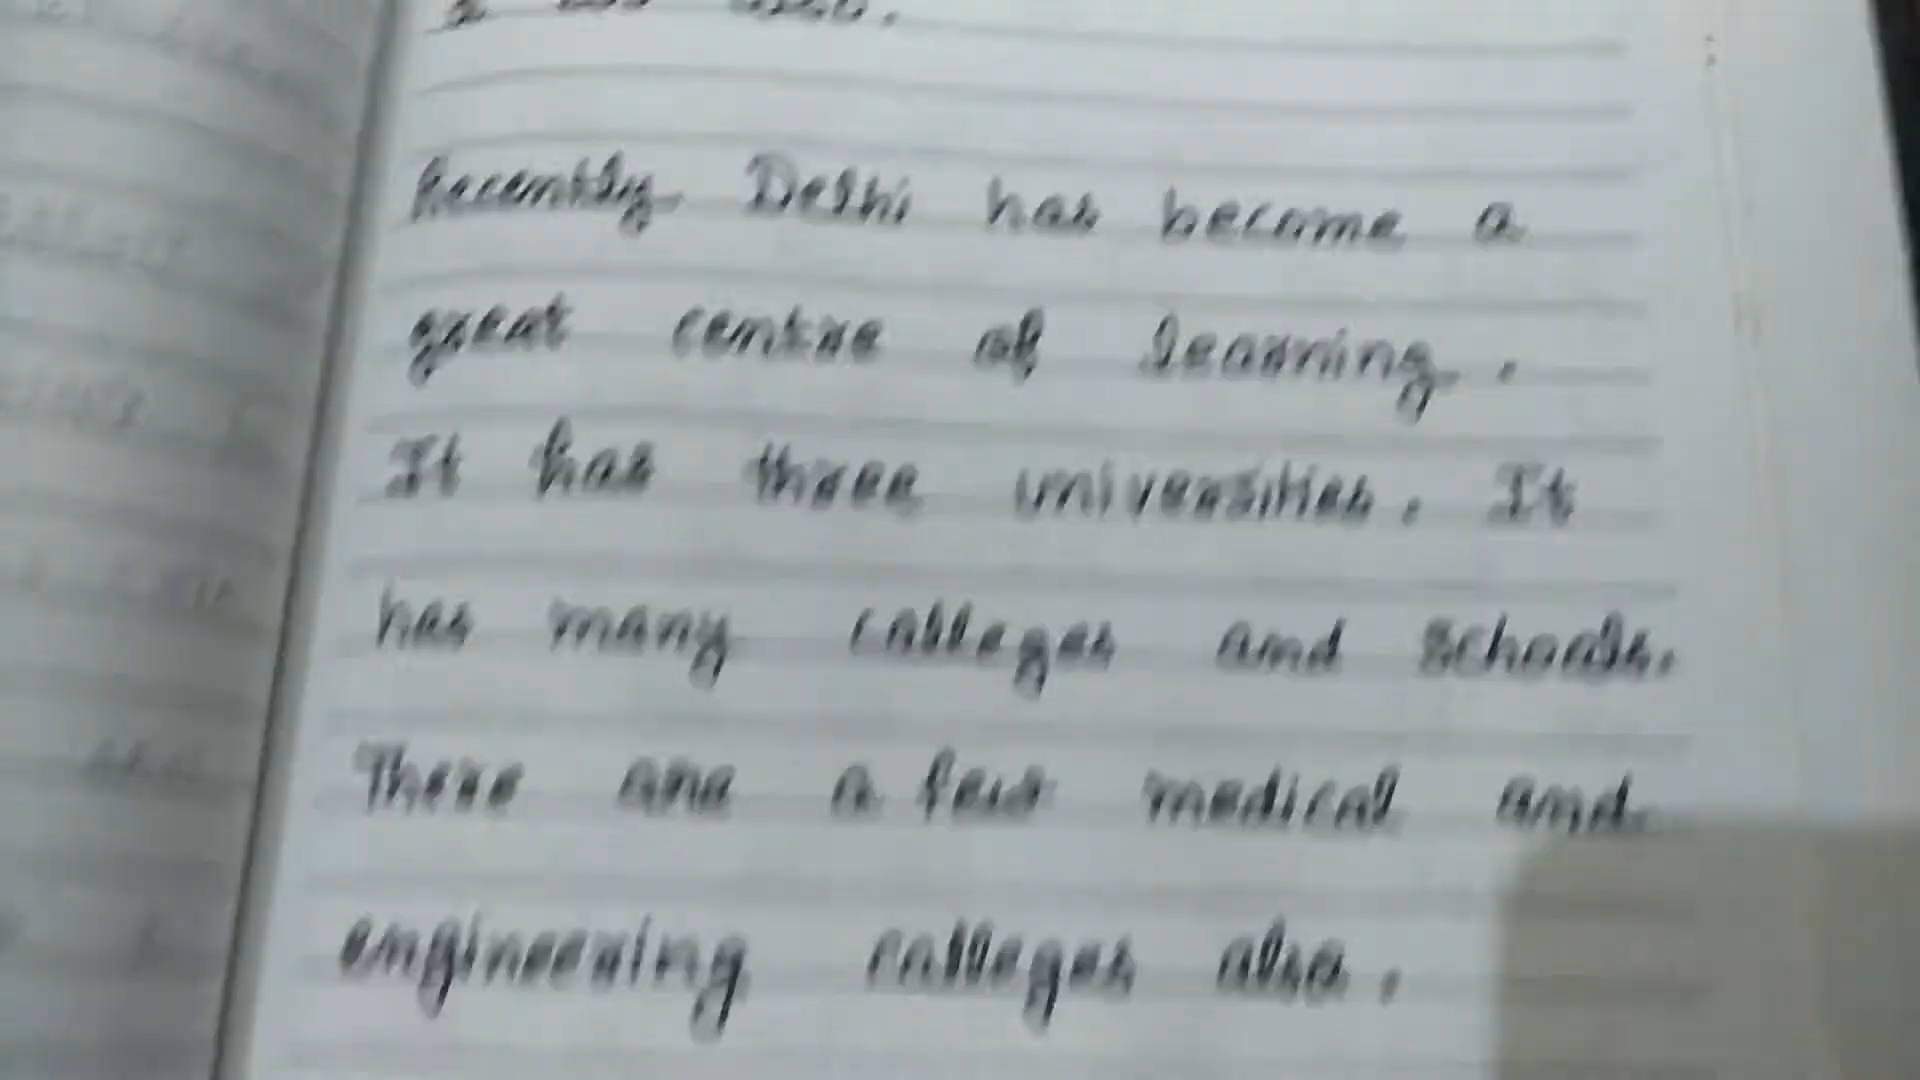 Recently Delhi has become a
great centre of learning.
It has three universities. It
has many colleges and schools.
There are a few medical and
engineering colleges also.